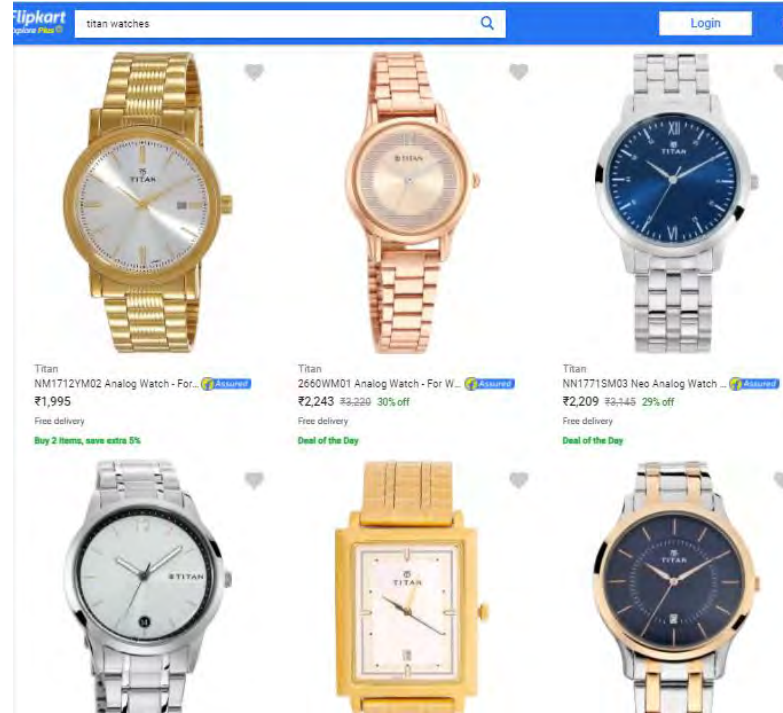 Flipkart
Explore Plus
titan watches
Login
TITAN
TITAN
XII
TITAN
VI
Titan
NM1712YM02 Analog Watch - For... Assured
₹1,995
Free delivery
Buy 2 items, save extra 5%
Titan
2660WM01 Analog Watch - For W... Assured
₹2,243 ₹3,220 30% off
Free delivery
Deal of the Day
Titan
NN1771SM03 Neo Analog Watch ... Assured
₹2,209 ₹3,145 29% off
Free delivery
Deal of the Day
TITAN
TITAN
TITAN